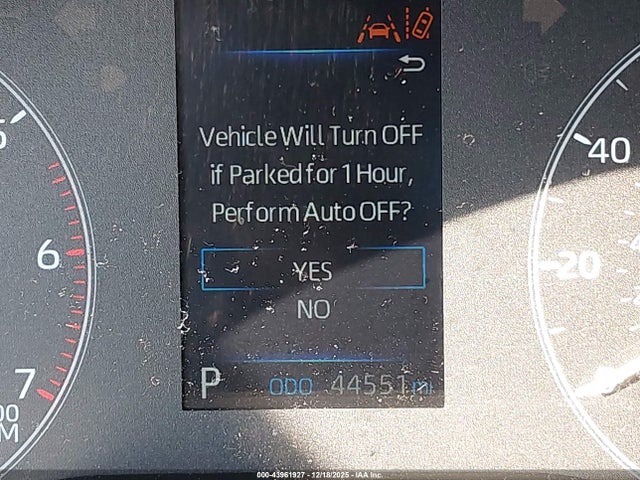 Vehicle Will Turn OFF
if Parked for 1 Hour,
Perform Auto OFF?
YES
NO
P ODO 44551 mi
6
7
40
20
000-43961927 - 12/18/2025 - IAA Inc.